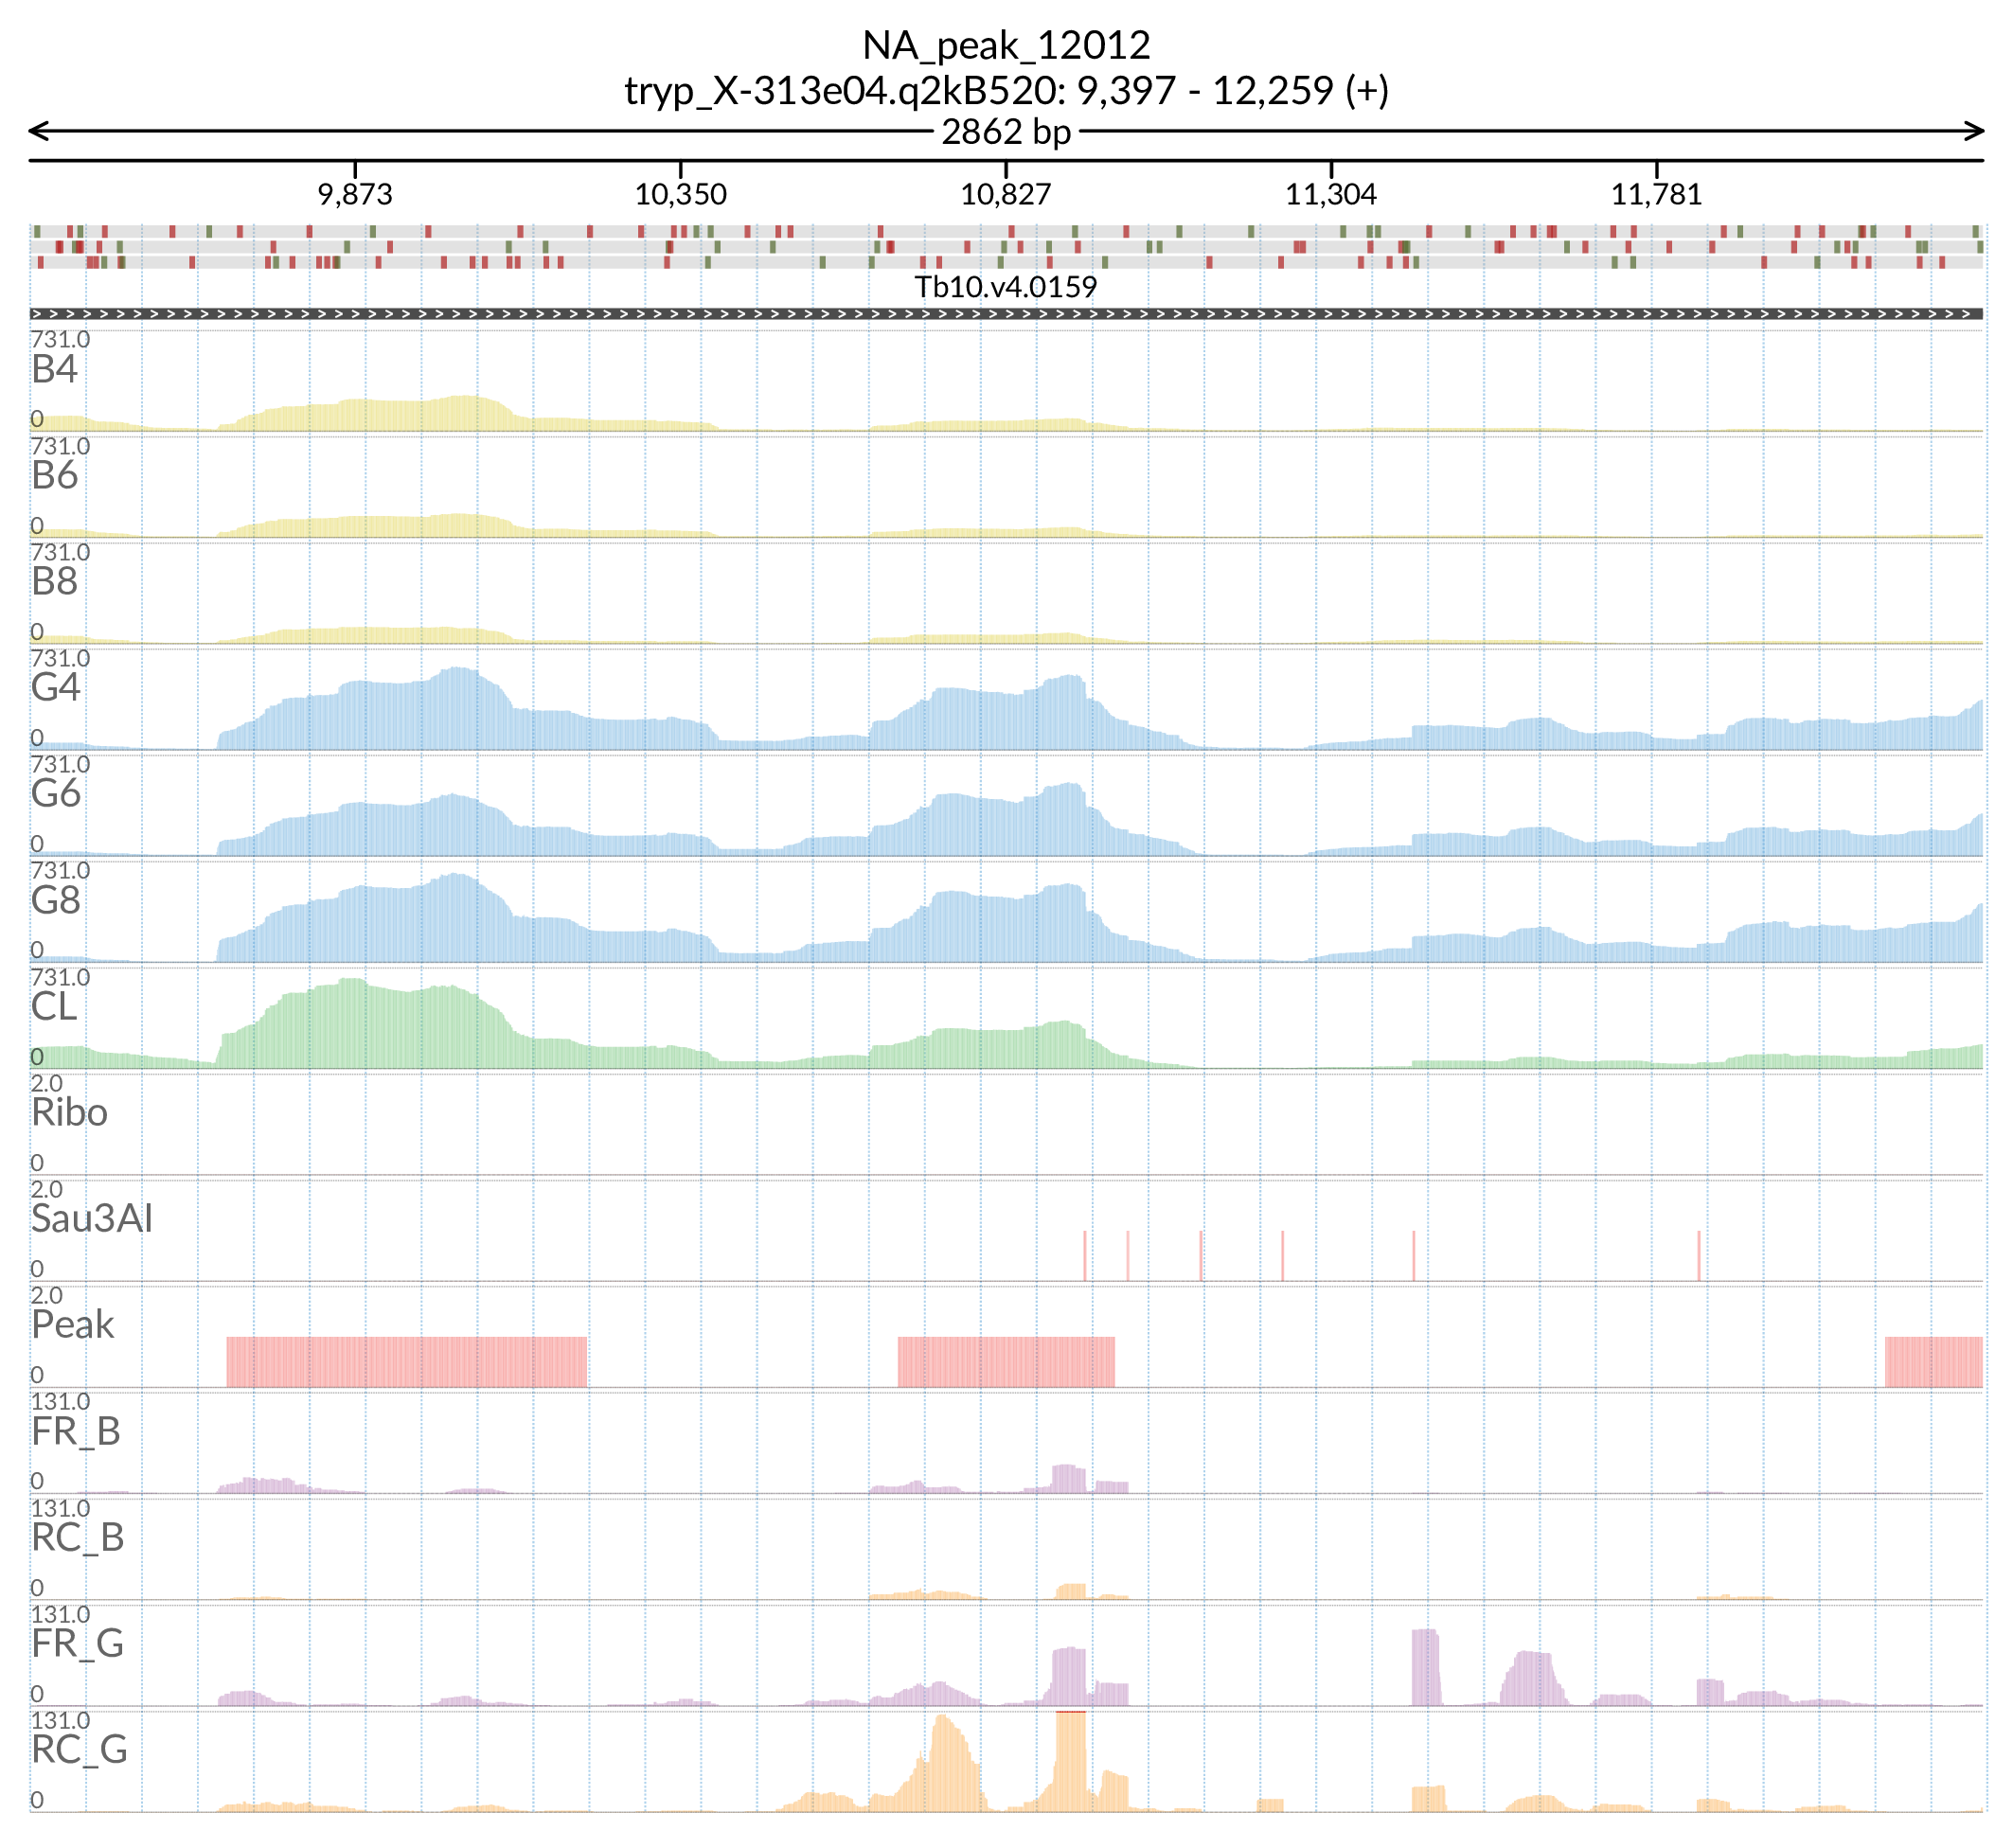 NA_peak_12012
tryp_X-313e04.q2kB520: 9,397 - 12,259 (+)
2862 bp
9,873 10,350 10,827 11,304 11,781
Tb10.v4.0159
731.0
B4
0
731.0
B6
0
731.0
B8
0
731.0
G4
0
731.0
G6
0
731.0
G8
0
731.0
CL
0
2.0
Ribo
0
2.0
Sau3AI
0
2.0
Peak
0
131.0
FR_B
0
131.0
RC_B
0
131.0
FR_G
0
131.0
RC_G
0